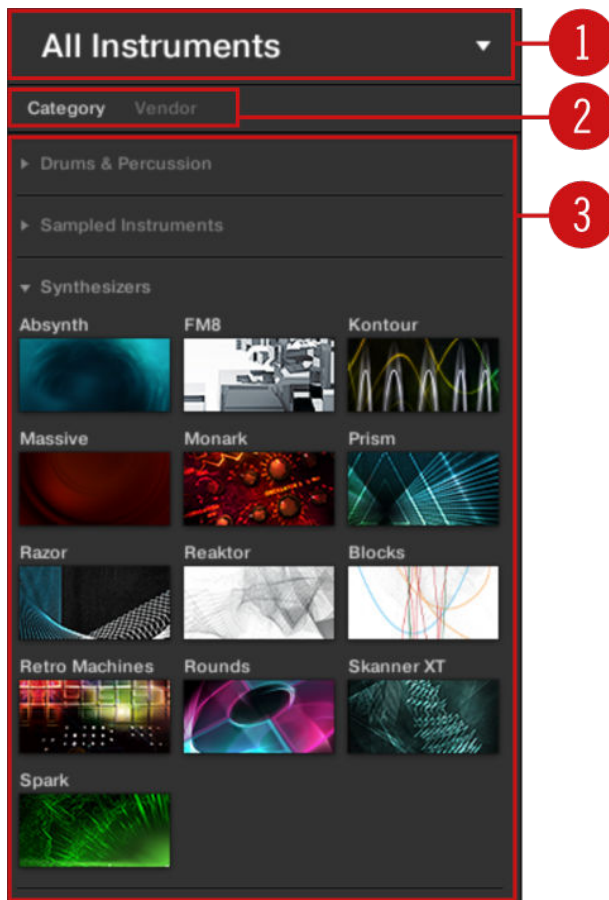 All Instruments
1
Category Vendor
2
Drums & Percussion
3
Sampled Instruments
Synthesizers
Absynth FM8 Kontour
Massive Monark Prism
Razor Reaktor Blocks
Retro Machines Rounds Skanner XT
Spark